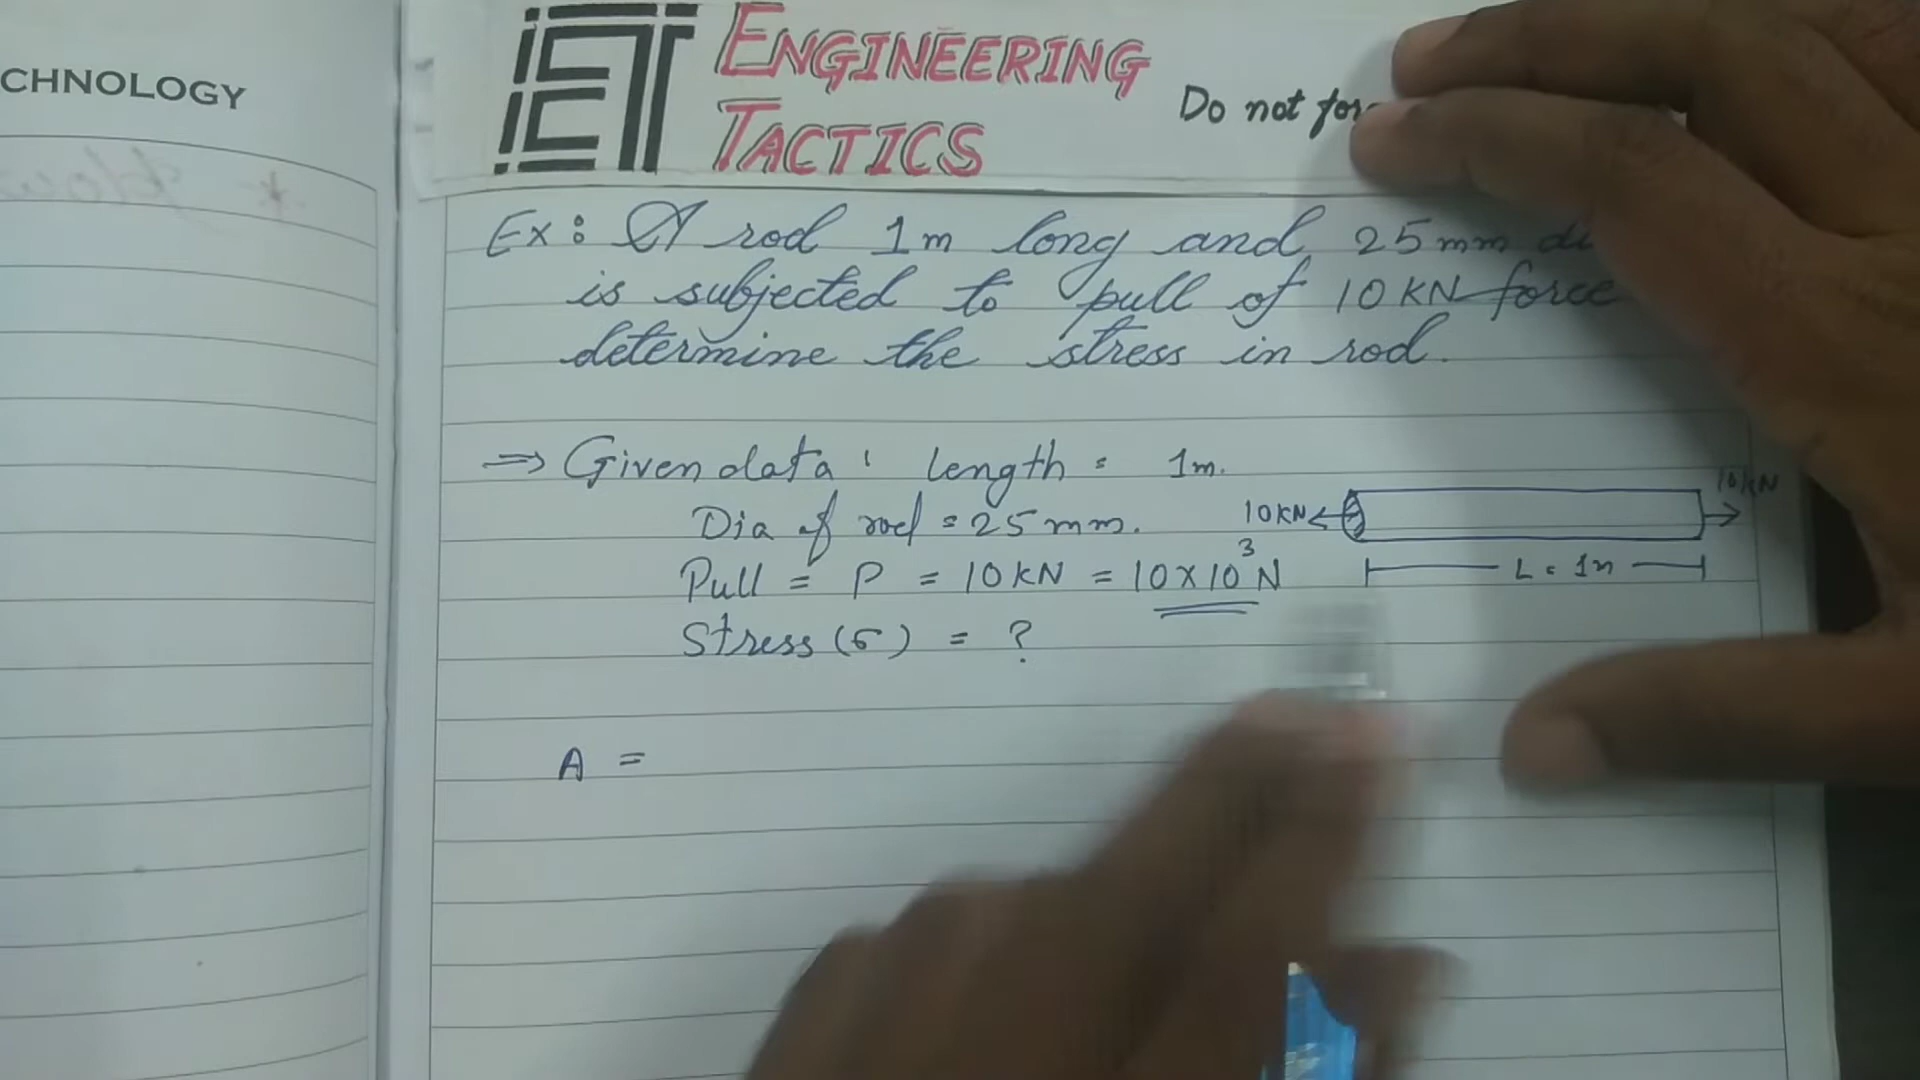 CHNOLOGY
ENGINEERING
TACTICS
Do not
Ex: A rod 1m long and 25mm
is subjected to pull of 10KN force
determine the stress in rod.
⇒ Given data: length = 1m.
Dia of rod = 25mm.
10KN
10KN
Pull = P = 10KN = 10×10³N
L = 1m
Stress (σ) = ?
A =